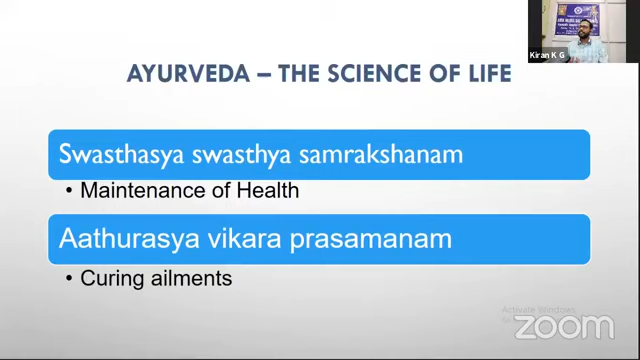 Kiran K G
AYURVEDA – THE SCIENCE OF LIFE
Swasthasya swasthya samrakshanam
• Maintenance of Health
Aathurasya vikara prasamanam
• Curing ailments
Activate Windows
zoom